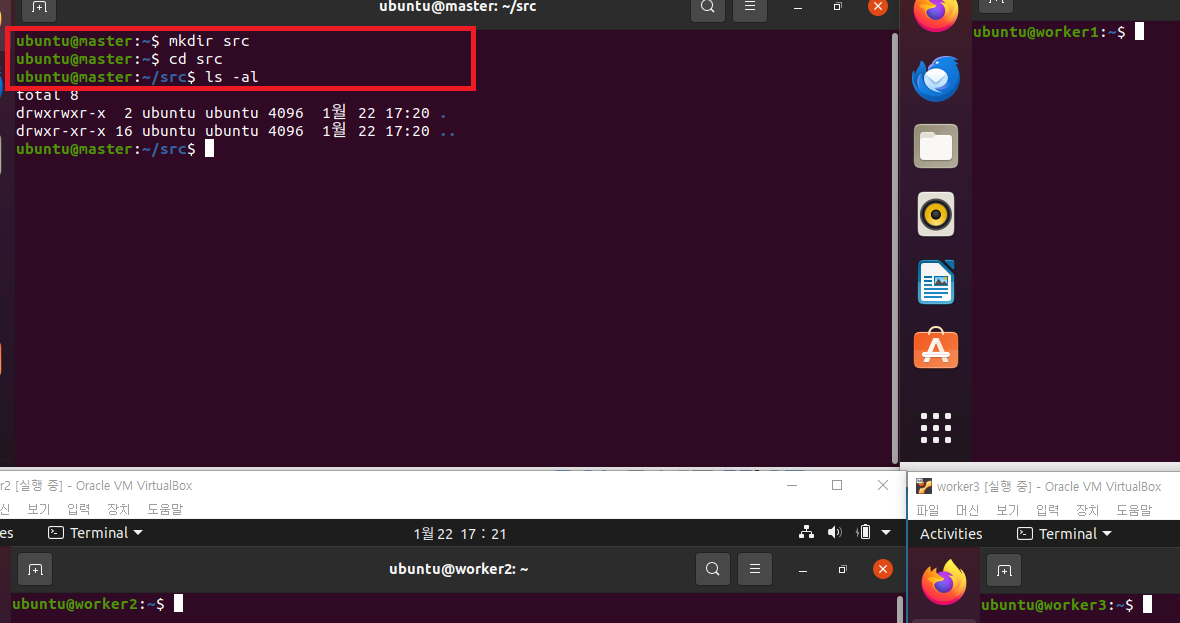 ubuntu@master: ~/src
ubuntu@master:~$ mkdir src
ubuntu@master:~$ cd src
ubuntu@master:~/src$ ls -al
total 8
drwxrwxr-x  2 ubuntu ubuntu 4096  1월 22 17:20 .
drwxr-xr-x 16 ubuntu ubuntu 4096  1월 22 17:20 ..
ubuntu@master:~/src$
ubuntu@worker1:~$
r2 [실행 중] - Oracle VM VirtualBox
신 보기 입력 장치 도움말
es Terminal 1월 22 17 : 21
ubuntu@worker2: ~
ubuntu@worker2:~$
worker3 [실행 중] - Oracle VM VirtualBox
파일 머신 보기 입력 장치 도움말
Activities Terminal
ubuntu@worker3:~$